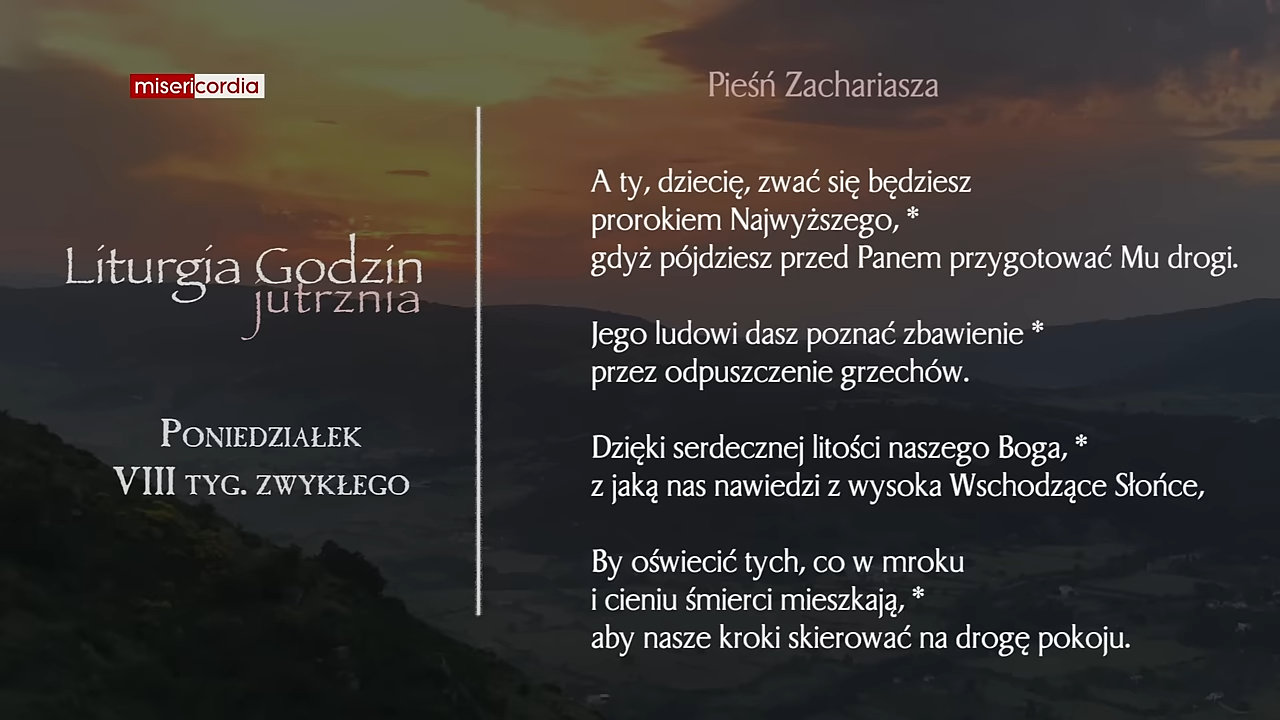 misericordia
Liturgia Godzin
jutrznia
Poniedziałek
VIII tyg. zwykłego
Pieśń Zachariasza
A ty, dziecię, zwać się będziesz
prorokiem Najwyższego, *
gdyż pójdziesz przed Panem przygotować Mu drogi.
Jego ludowi dasz poznać zbawienie *
przez odpuszczenie grzechów.
Dzięki serdecznej litości naszego Boga, *
z jaką nas nawiedzi z wysoka Wschodzące Słońce,
By oświecić tych, co w mroku
i cieniu śmierci mieszkają, *
aby nasze kroki skierować na drogę pokoju.